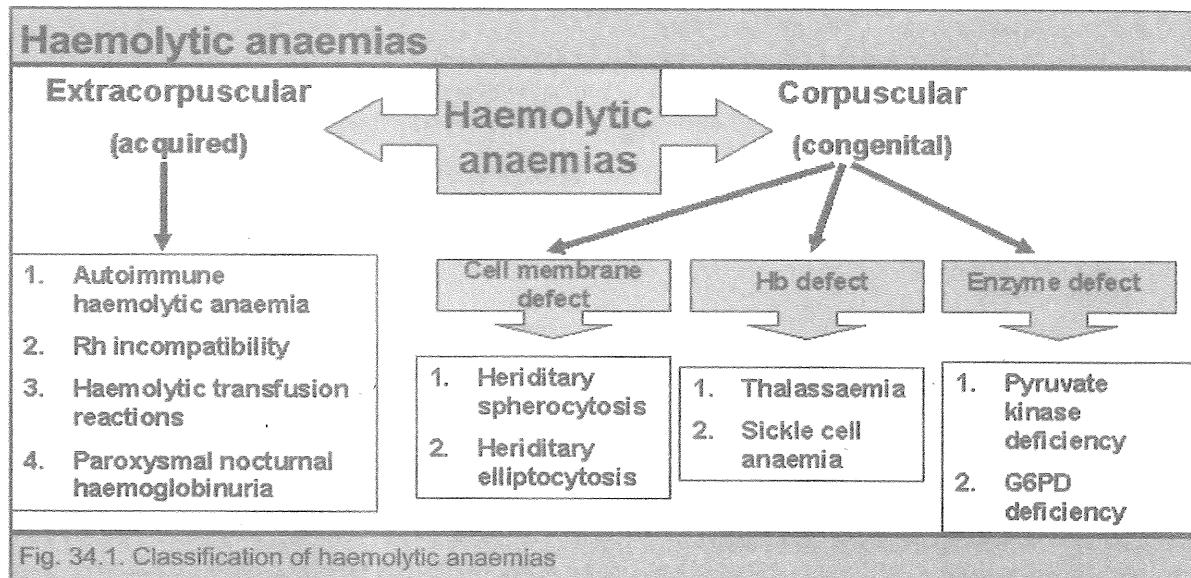 Haemolytic anaemias
Extracorpuscular
(acquired)
Haemolytic
anaemias
Corpuscular
(congenital)
1. Autoimmune
haemolytic anaemia
2. Rh incompatibility
3. Haemolytic transfusion
reactions
4. Paroxysmal nocturnal
haemoglobinuria
Cell membrane
defect
1. Heriditary
spherocytosis
2. Heriditary
elliptocytosis
Hb defect
1. Thalassaemia
2. Sickle cell
anaemia
Enzyme defect
1. Pyruvate
kinase
deficiency
2. G6PD
deficiency
Fig. 34.1. Classification of haemolytic anaemias